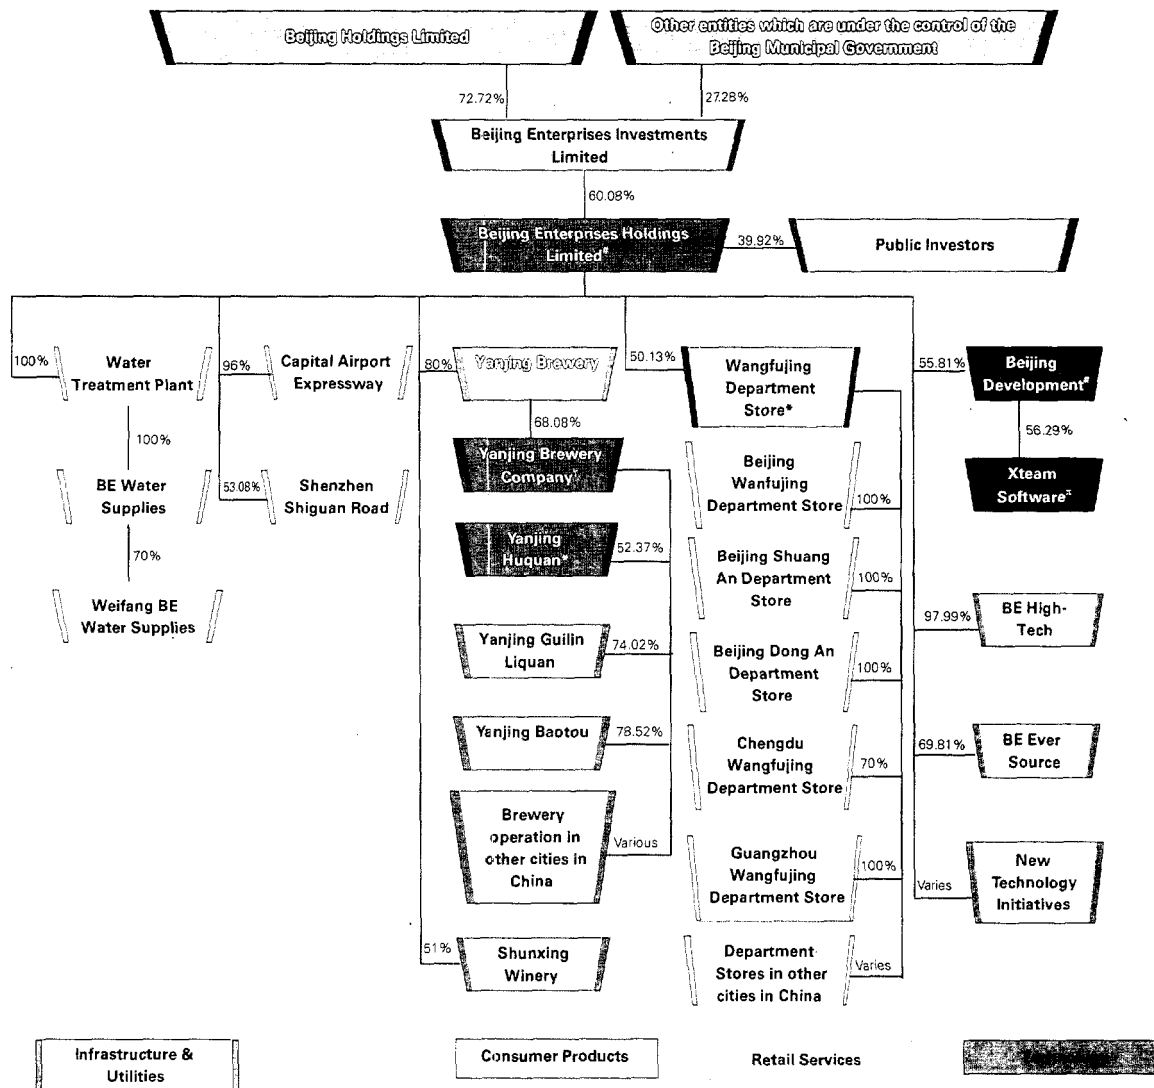 Beijing Holdings Limited
Other entities which are under the control of the
Beijing Municipal Government
72.72%
27.28%
Beijing Enterprises Investments
Limited
60.08%
Beijing Enterprises Holdings
Limited#
39.92%
Public Investors
100%
Water
Treatment Plant
96%
Capital Airport
Expressway
80%
Yanjing Brewery
50.13%
Wangfujing
Department
Store*
55.81%
Beijing
Development#
68.08%
56.29%
100%
Yanjing Brewery
Company
Beijing
Wanfujing
Department Store
100%
Xteam
Software
BE Water
Supplies
53.08%
Shenzhen
Shiguan Road
70%
Yanjing
Huquan*
52.37%
Beijing Shuang
An Department
Store
100%
Weifang BE
Water Supplies
97.99%
BE High-
Tech
Yanjing Guilin
Liquan
74.02%
Beijing Dong An
Department
Store
100%
Yanjing Baotou
78.52%
Chengdu
Wangfujing
Department Store
70%
69.81%
BE Ever
Source
Brewery
operation in
other cities in
China
Various
Guangzhou
Wangfujing
Department Store
100%
Varies
New
Technology
Initiatives
51%
Shunxing
Winery
Department
Stores in other
cities in China
Varies
Infrastructure &
Utilities
Consumer Products
Retail Services